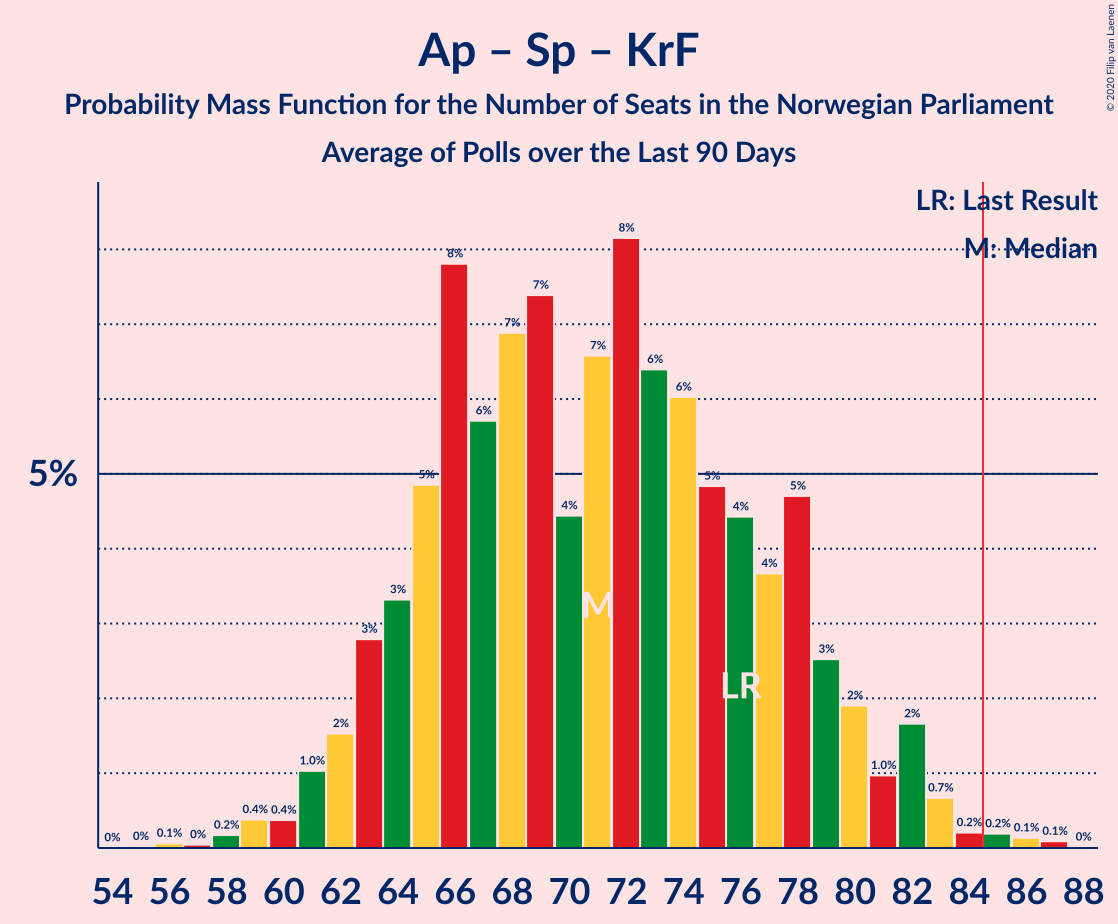 Ap – Sp – KrF
Probability Mass Function for the Number of Seats in the Norwegian Parliament
Average of Polls over the Last 90 Days
© 2020 Filip van Laenen
LR: Last Result
M: Median
5%
0% 0% 0.1% 0% 0.2% 0.4% 0.4% 1.0% 2% 3% 3% 5% 8% 6% 7% 7% 4% 7% 8% 6% 6% 5% 4% 4% 5% 3% 2% 1.0% 2% 0.7% 0.2% 0.2% 0.1% 0.1% 0%
M
LR
54 56 58 60 62 64 66 68 70 72 74 76 78 80 82 84 86 88